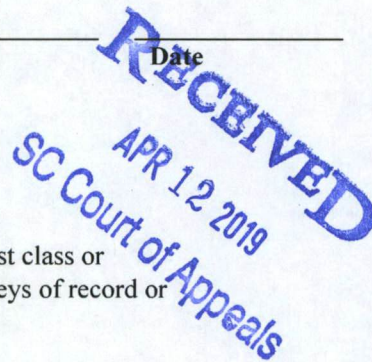 Date
RECEIVED
APR 12 2019
SC Court of Appeals
st class or
eys of record or